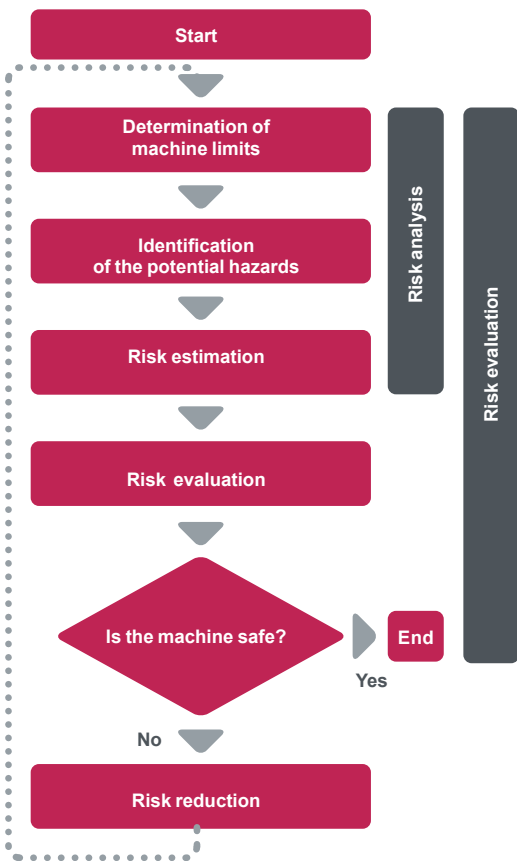 Start
Determination of
machine limits
Identification
of the potential hazards
Risk estimation
Risk evaluation
Is the machine safe?
End
Yes
No
Risk reduction
Risk analysis
Risk evaluation